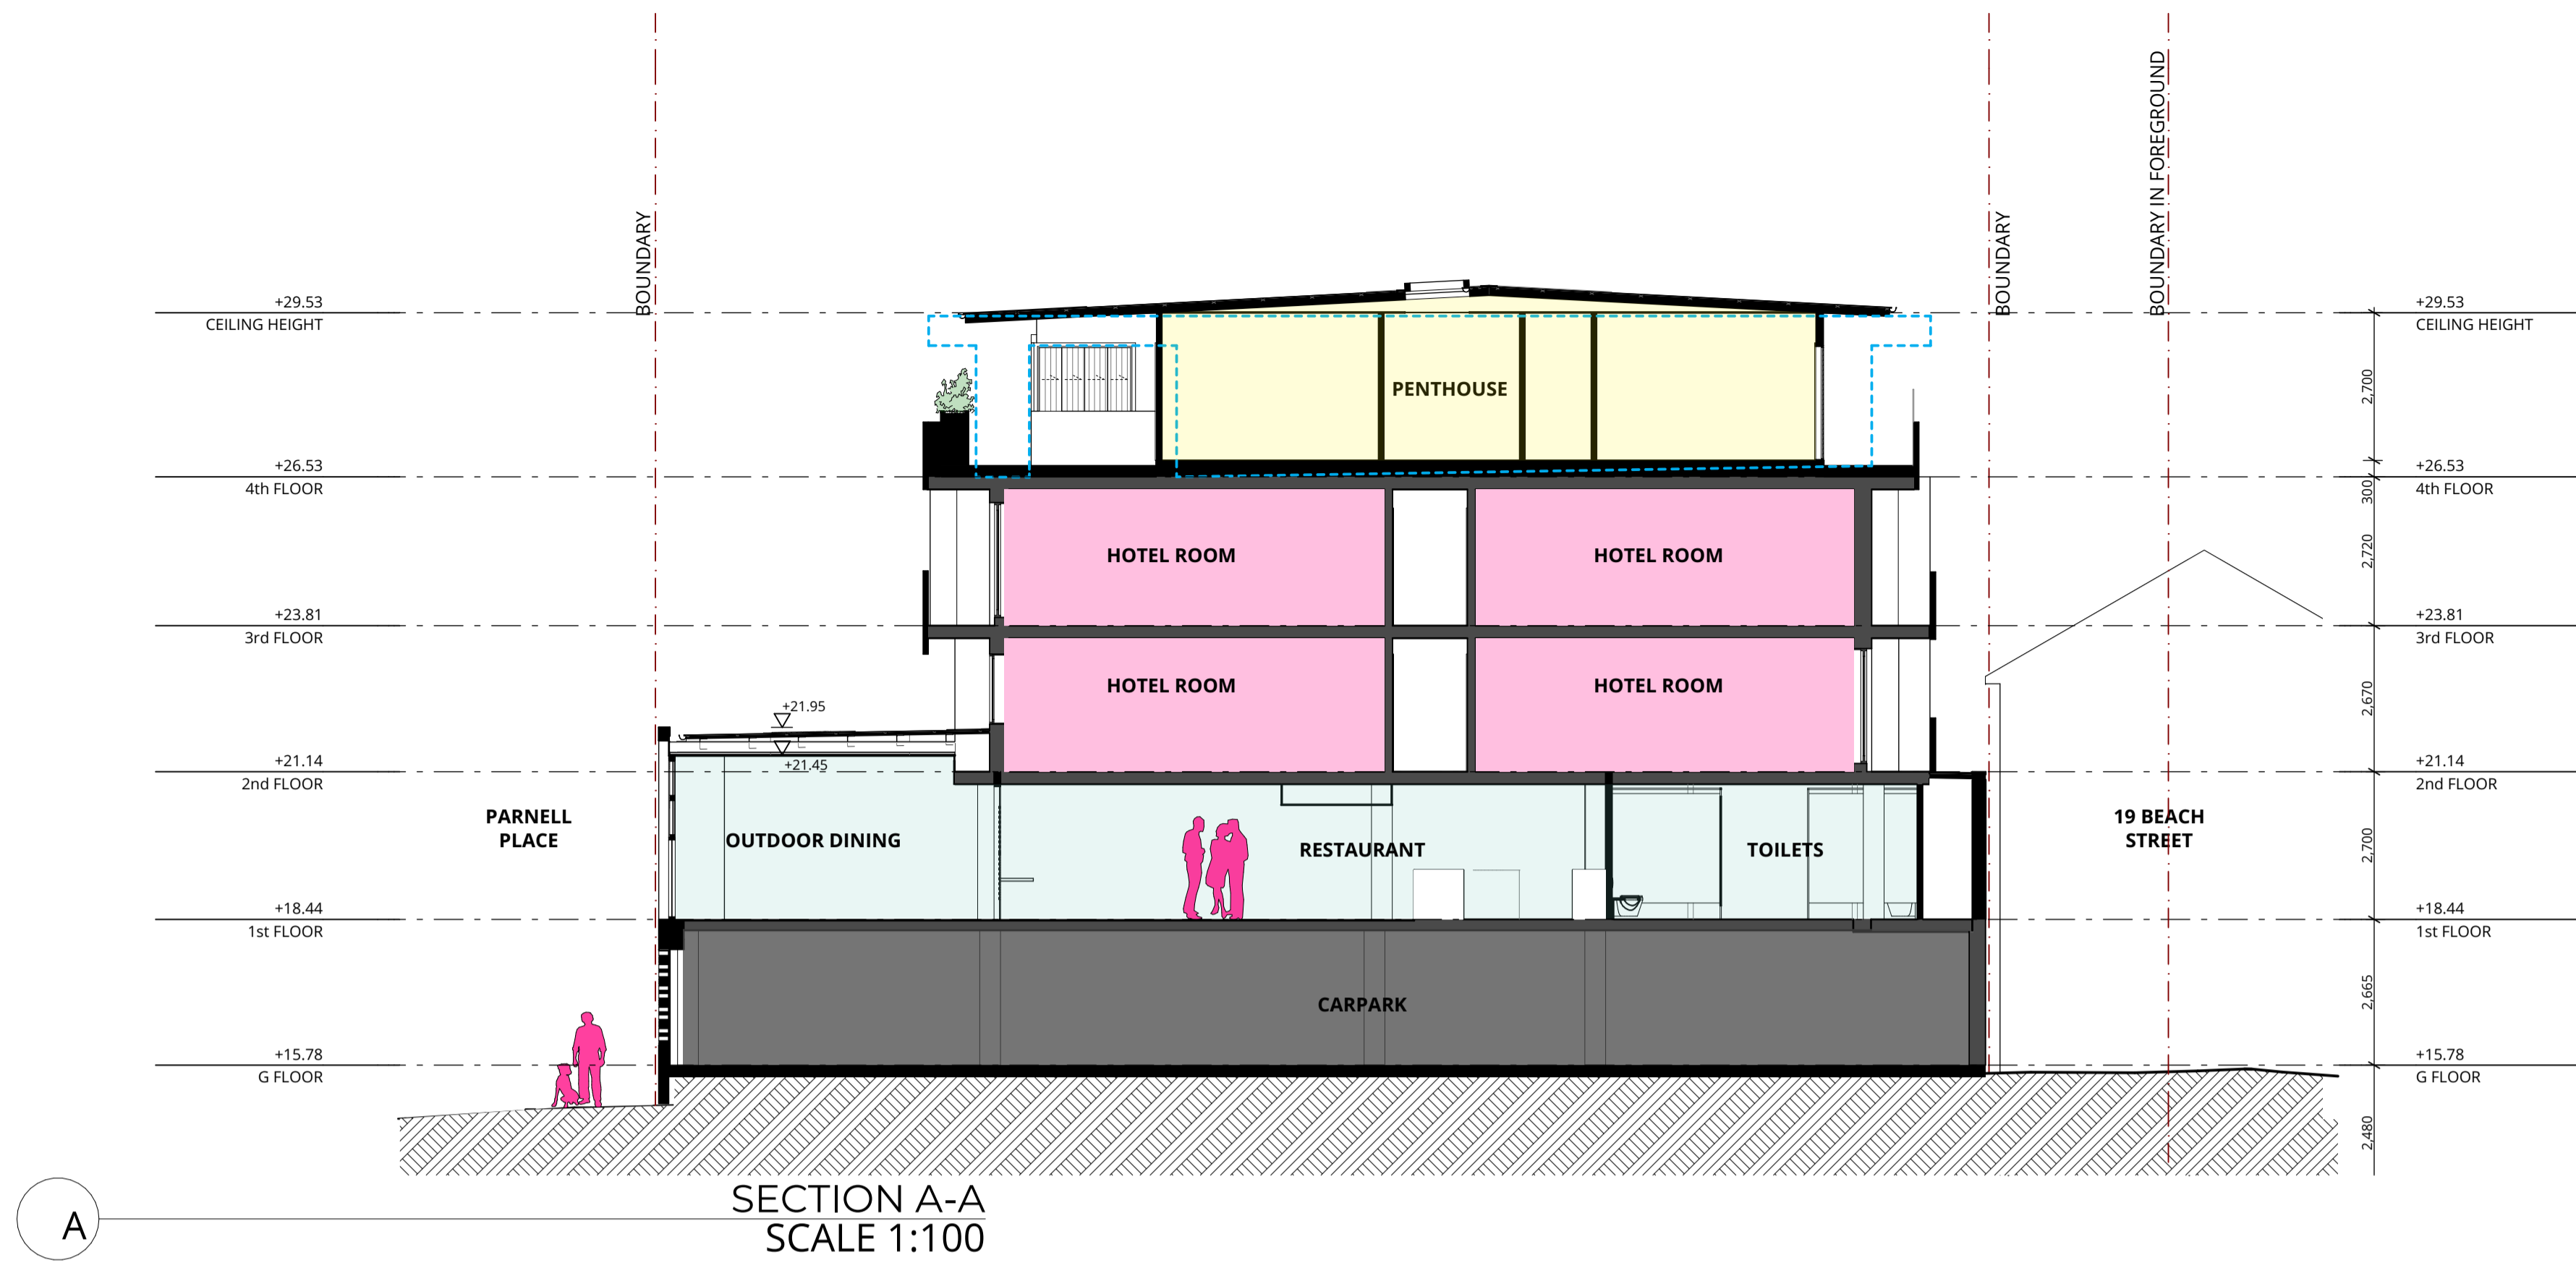 BOUNDARY
BOUNDARY
BOUNDARY IN FOREGROUND
+29.53
CEILING HEIGHT
+26.53
4th FLOOR
+23.81
3rd FLOOR
+21.14
2nd FLOOR
+18.44
1st FLOOR
+15.78
G FLOOR
PARNELL
PLACE
+21.95
+21.45
PENTHOUSE
HOTEL ROOM
HOTEL ROOM
HOTEL ROOM
HOTEL ROOM
OUTDOOR DINING
RESTAURANT
TOILETS
CARPARK
19 BEACH
STREET
2,700
300
2,720
2,670
2,700
2,665
2,480
+29.53
CEILING HEIGHT
+26.53
4th FLOOR
+23.81
3rd FLOOR
+21.14
2nd FLOOR
+18.44
1st FLOOR
+15.78
G FLOOR
A
SECTION A-A
SCALE 1:100